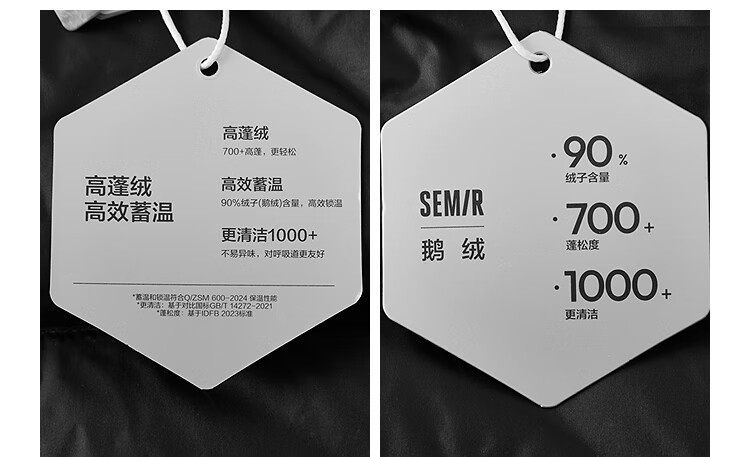 高蓬绒
700+高蓬，更轻松
高蓬绒
高效蓄温
高效蓄温
90%绒子(鹅绒)含量，高效锁温
更清洁1000+
不易异味，对呼吸道更友好
*蓄温和锁温符合Q/ZSM 600-2024 保温性能
*更清洁：基于对比国标GB/T 14272-2021
*蓬松度：基于IDFB 2023标准
SEMIR
鹅绒
·90%
绒子含量
·700+
蓬松度
·1000+
更清洁